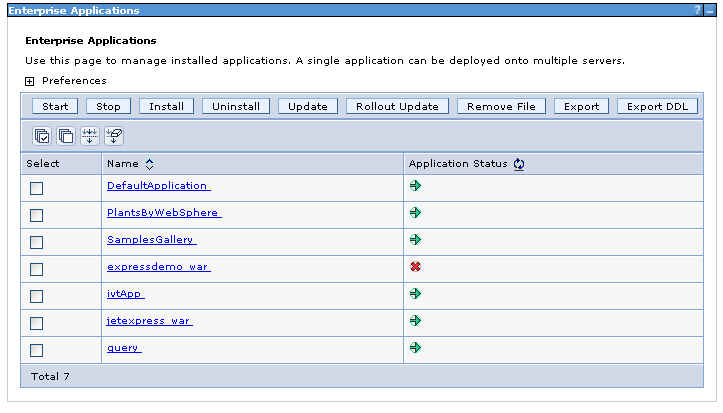 Enterprise Applications ? _
Enterprise Applications
Use this page to manage installed applications. A single application can be deployed onto multiple servers.
Preferences
Start Stop Install Uninstall Update Rollout Update Remove File Export Export DDL
Select Name Application Status
DefaultApplication
PlantsByWebSphere
SamplesGallery
expressdemo_war
ivtApp
jetexpress_war
query
Total 7